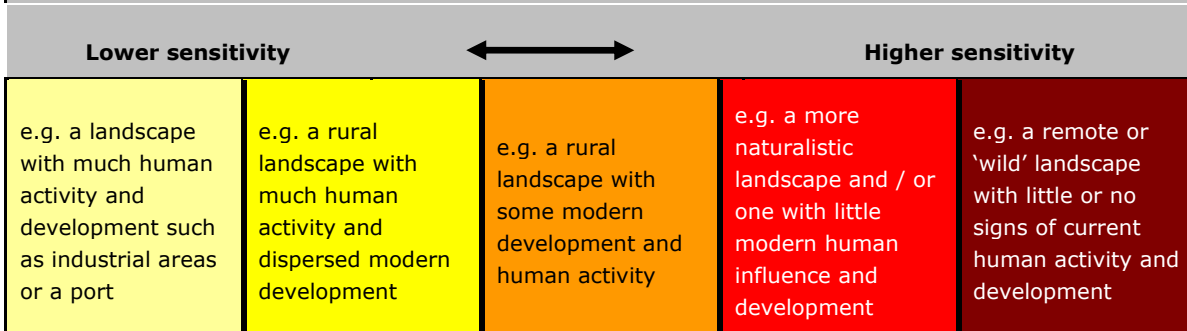 Lower sensitivity
Higher sensitivity
e.g. a landscape
with much human
activity and
development such
as industrial areas
or a port
e.g. a rural
landscape with
much human
activity and
dispersed modern
development
e.g. a rural
landscape with
some modern
development and
human activity
e.g. a more
naturalistic
landscape and / or
one with little
modern human
influence and
development
e.g. a remote or
‘wild’ landscape
with little or no
signs of current
human activity and
development